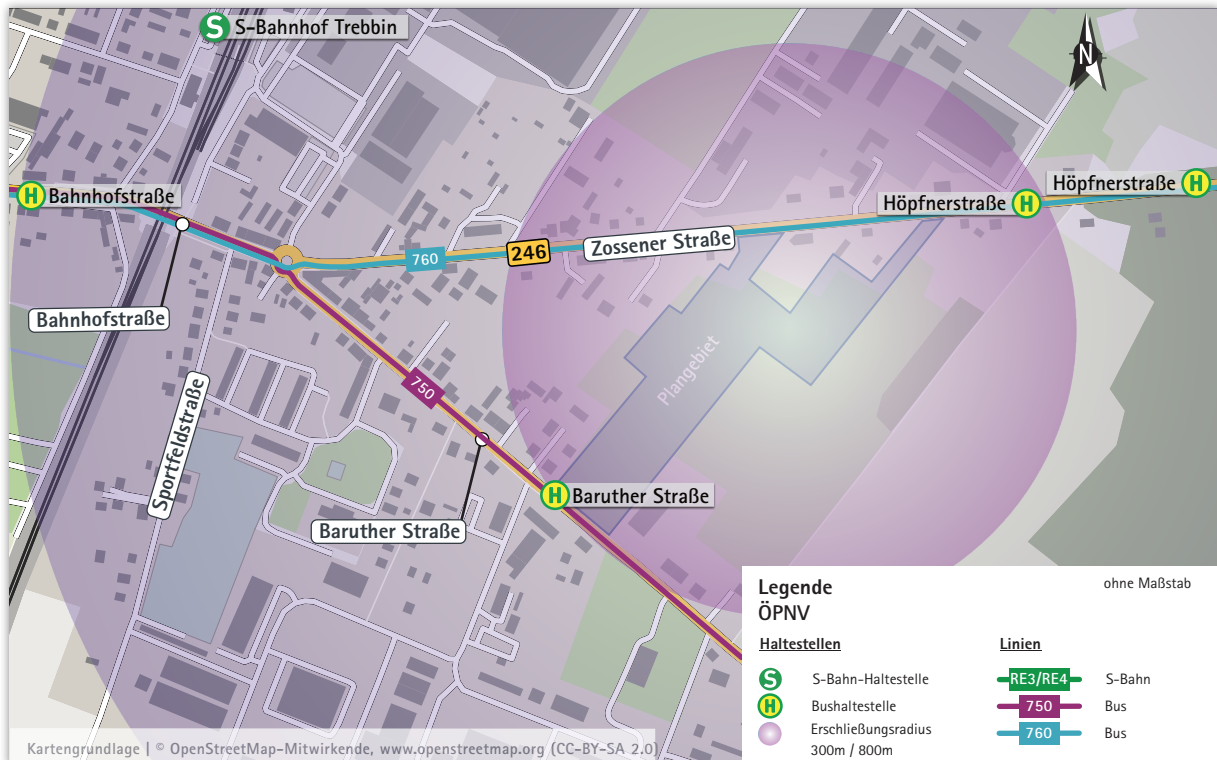 S S-Bahnhof Trebbin
N
H Bahnhofstraße
Höpfnerstraße H
Höpfnerstraße H
246
Zossener Straße
760
Bahnhofstraße
Plangebiet
750
Sportfeldstraße
H Baruther Straße
Baruther Straße
Legende
ohne Maßstab
ÖPNV
Haltestellen
Linien
S S-Bahn-Haltestelle
RE3/RE4 S-Bahn
H Bushaltestelle
750 Bus
Erschließungsradius
300m / 800m
760 Bus
Kartengrundlage | © OpenStreetMap-Mitwirkende, www.openstreetmap.org (CC-BY-SA 2.0)